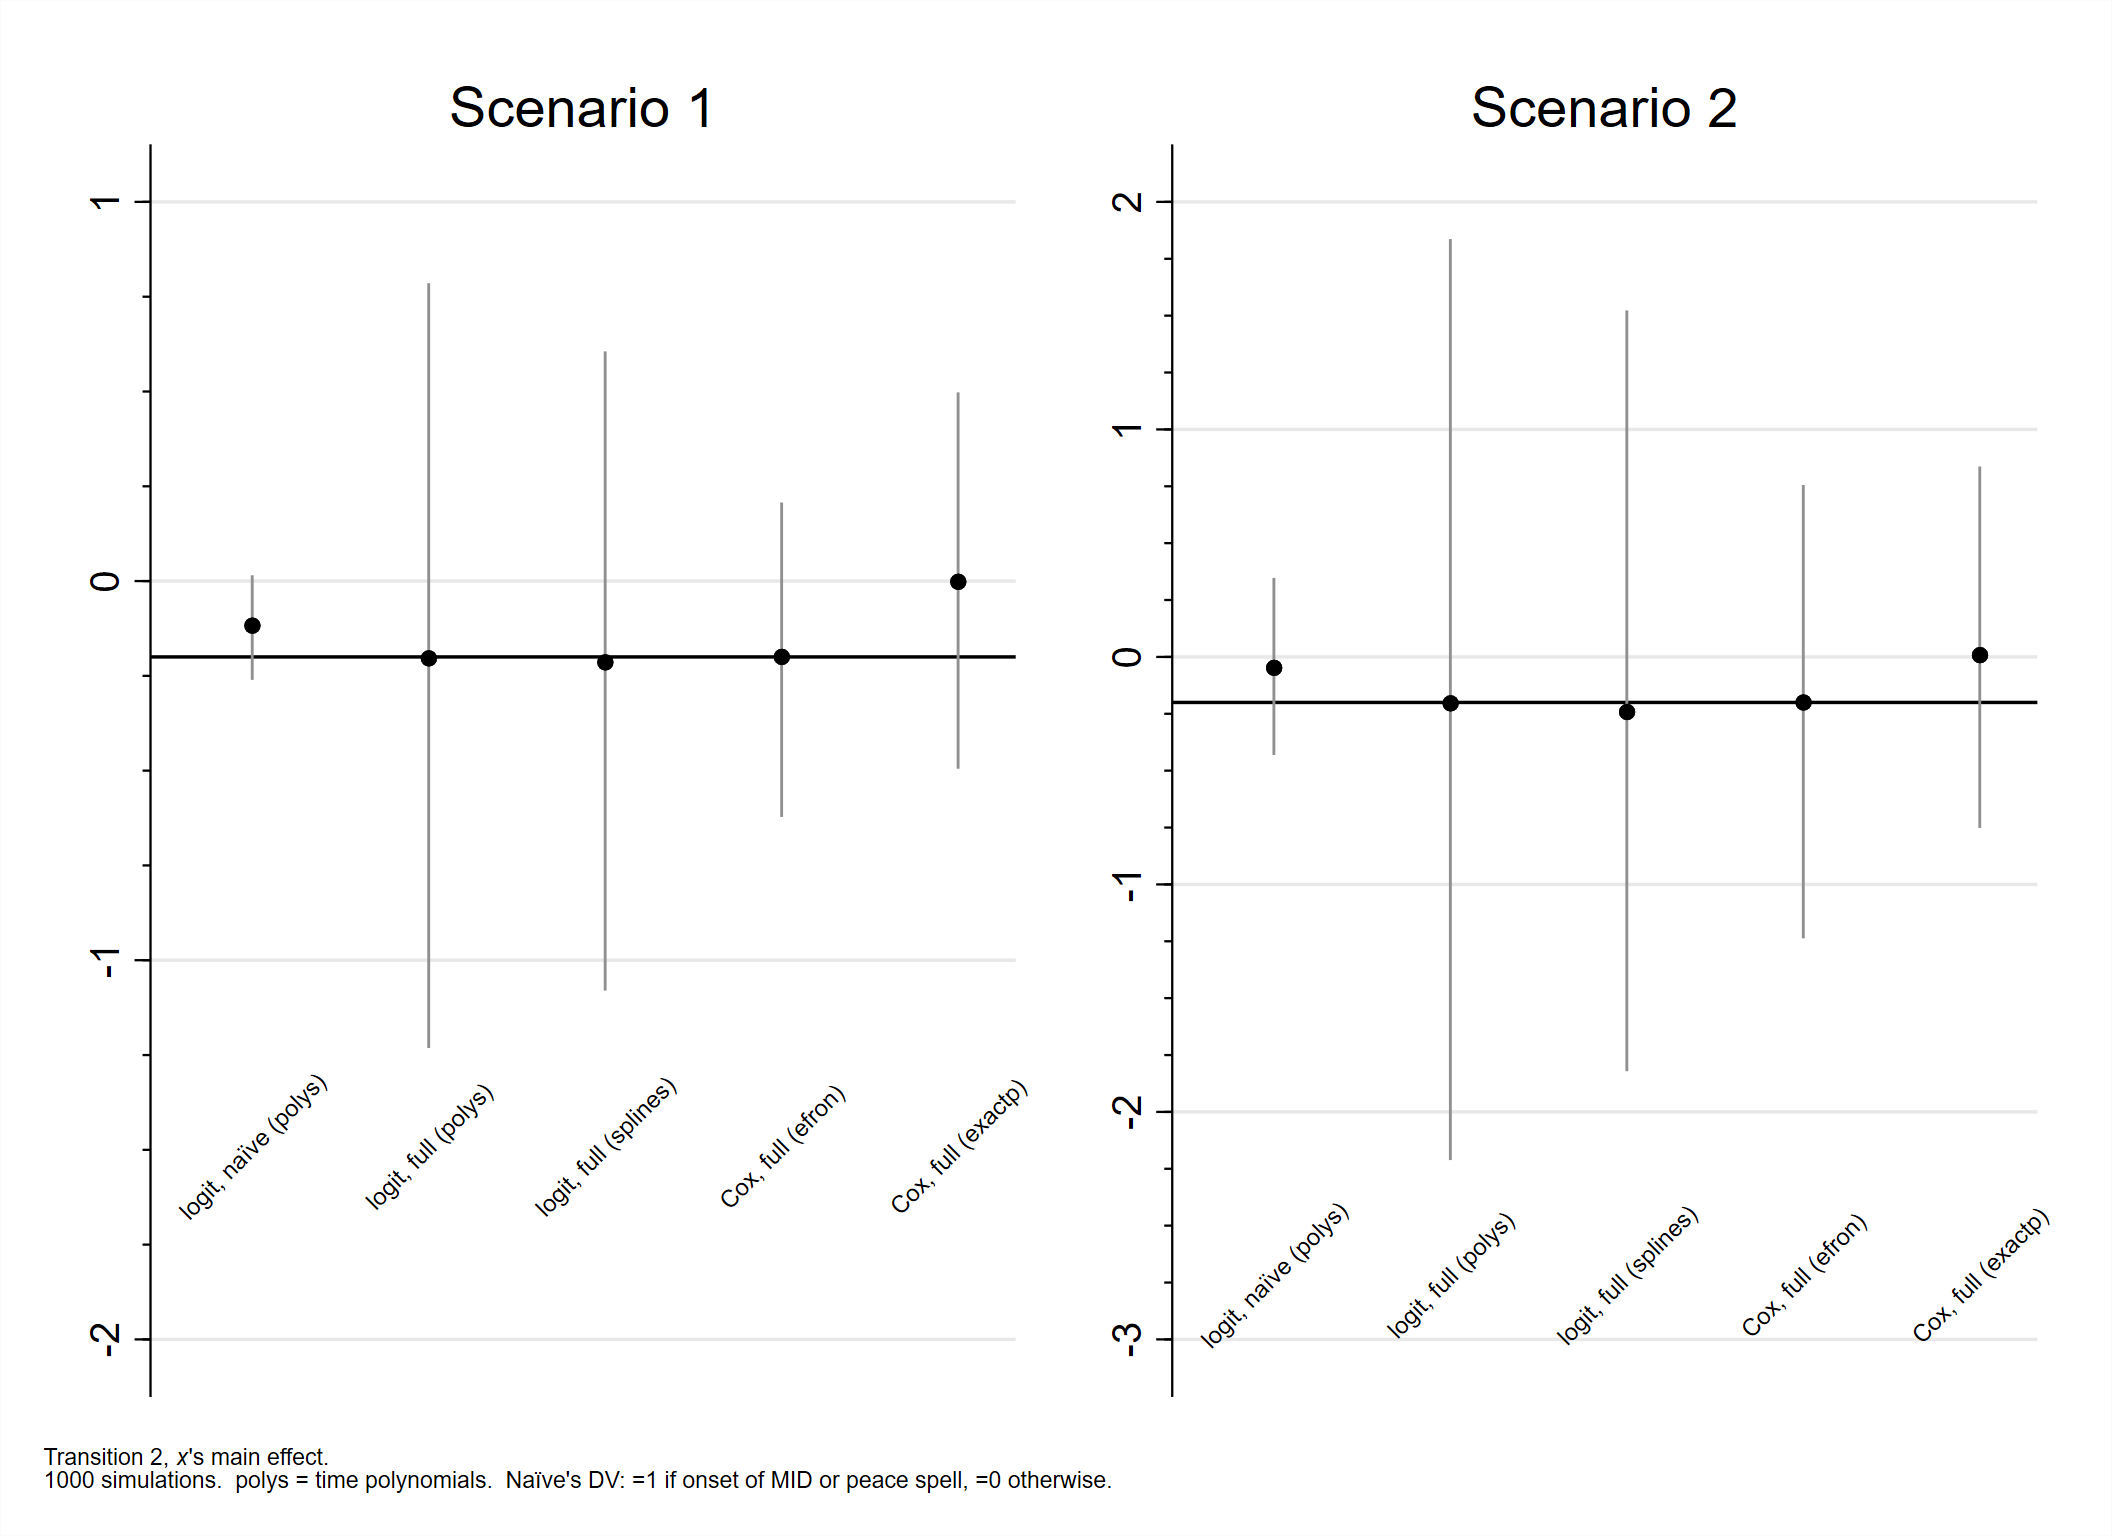 Scenario 1
1
0
-1
-2
logit, naïve (polys)
logit, full (polys)
logit, full (splines)
Cox, full (efron)
Cox, full (exactp)
Scenario 2
2
1
0
-1
-2
-3
logit, naïve (polys)
logit, full (polys)
logit, full (splines)
Cox, full (efron)
Cox, full (exactp)
Transition 2, x's main effect.
1000 simulations.  polys = time polynomials.  Naïve's DV: =1 if onset of MID or peace spell, =0 otherwise.